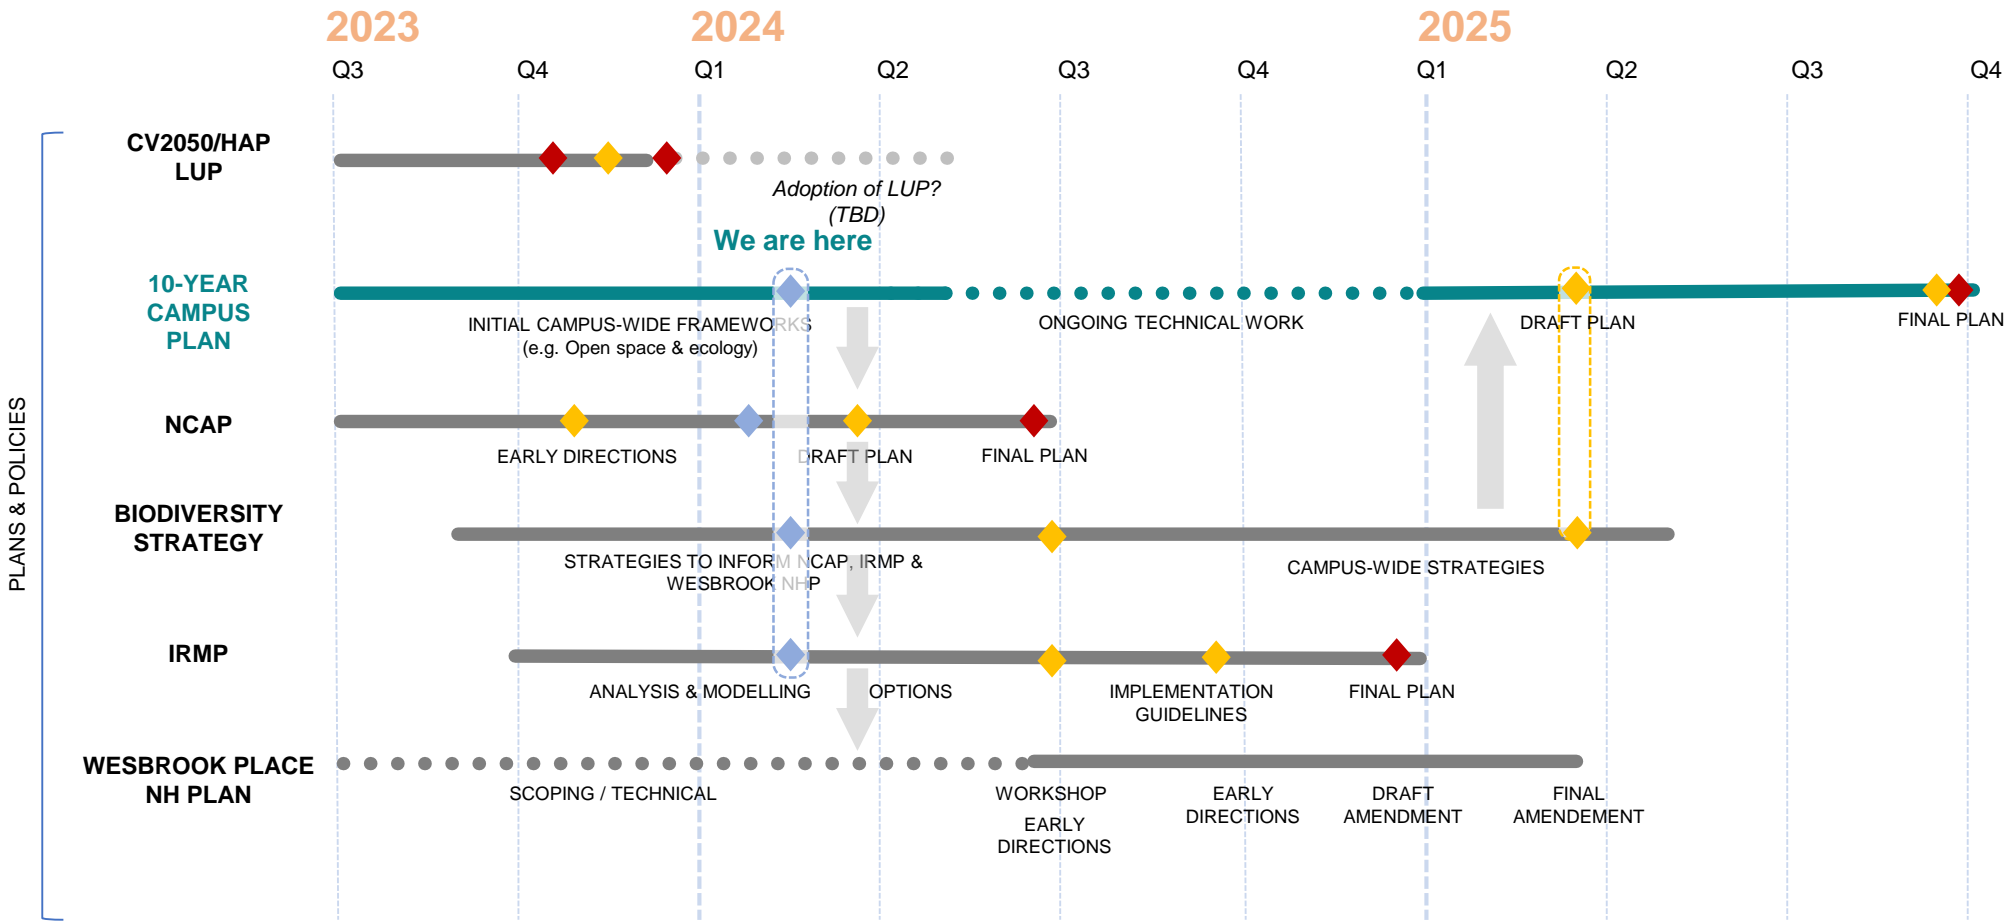 2023
2024
2025
Q3
Q4
Q1
Q2
Q3
Q4
Q1
Q2
Q3
Q4
PLANS & POLICIES
CV2050/HAP
LUP
Adoption of LUP?
(TBD)
We are here
10-YEAR
CAMPUS
PLAN
INITIAL CAMPUS-WIDE FRAMEWORKS
(e.g. Open space & ecology)
ONGOING TECHNICAL WORK
DRAFT PLAN
FINAL PLAN
NCAP
EARLY DIRECTIONS
DRAFT PLAN
FINAL PLAN
BIODIVERSITY
STRATEGY
STRATEGIES TO INFORM NCAP, IRMP &
WESBROOK NHP
CAMPUS-WIDE STRATEGIES
IRMP
ANALYSIS & MODELLING
OPTIONS
IMPLEMENTATION
GUIDELINES
FINAL PLAN
WESBROOK PLACE
NH PLAN
SCOPING / TECHNICAL
WORKSHOP
EARLY
DIRECTIONS
EARLY
DIRECTIONS
DRAFT
AMENDMENT
FINAL
AMENDEMENT